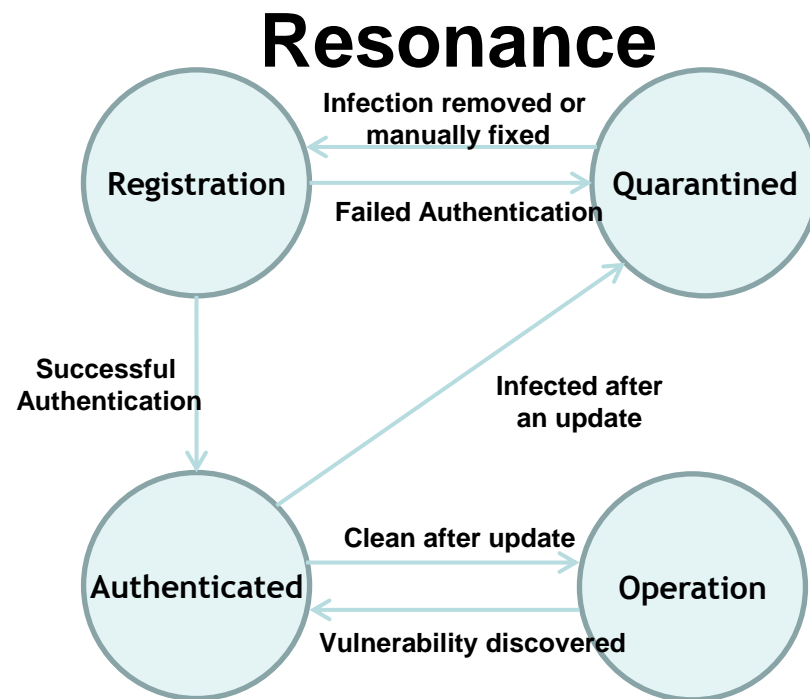 Resonance
Infection removed or
manually fixed
Registration
Quarantined
Failed Authentication
Successful
Authentication
Infected after
an update
Clean after update
Authenticated
Operation
Vulnerability discovered